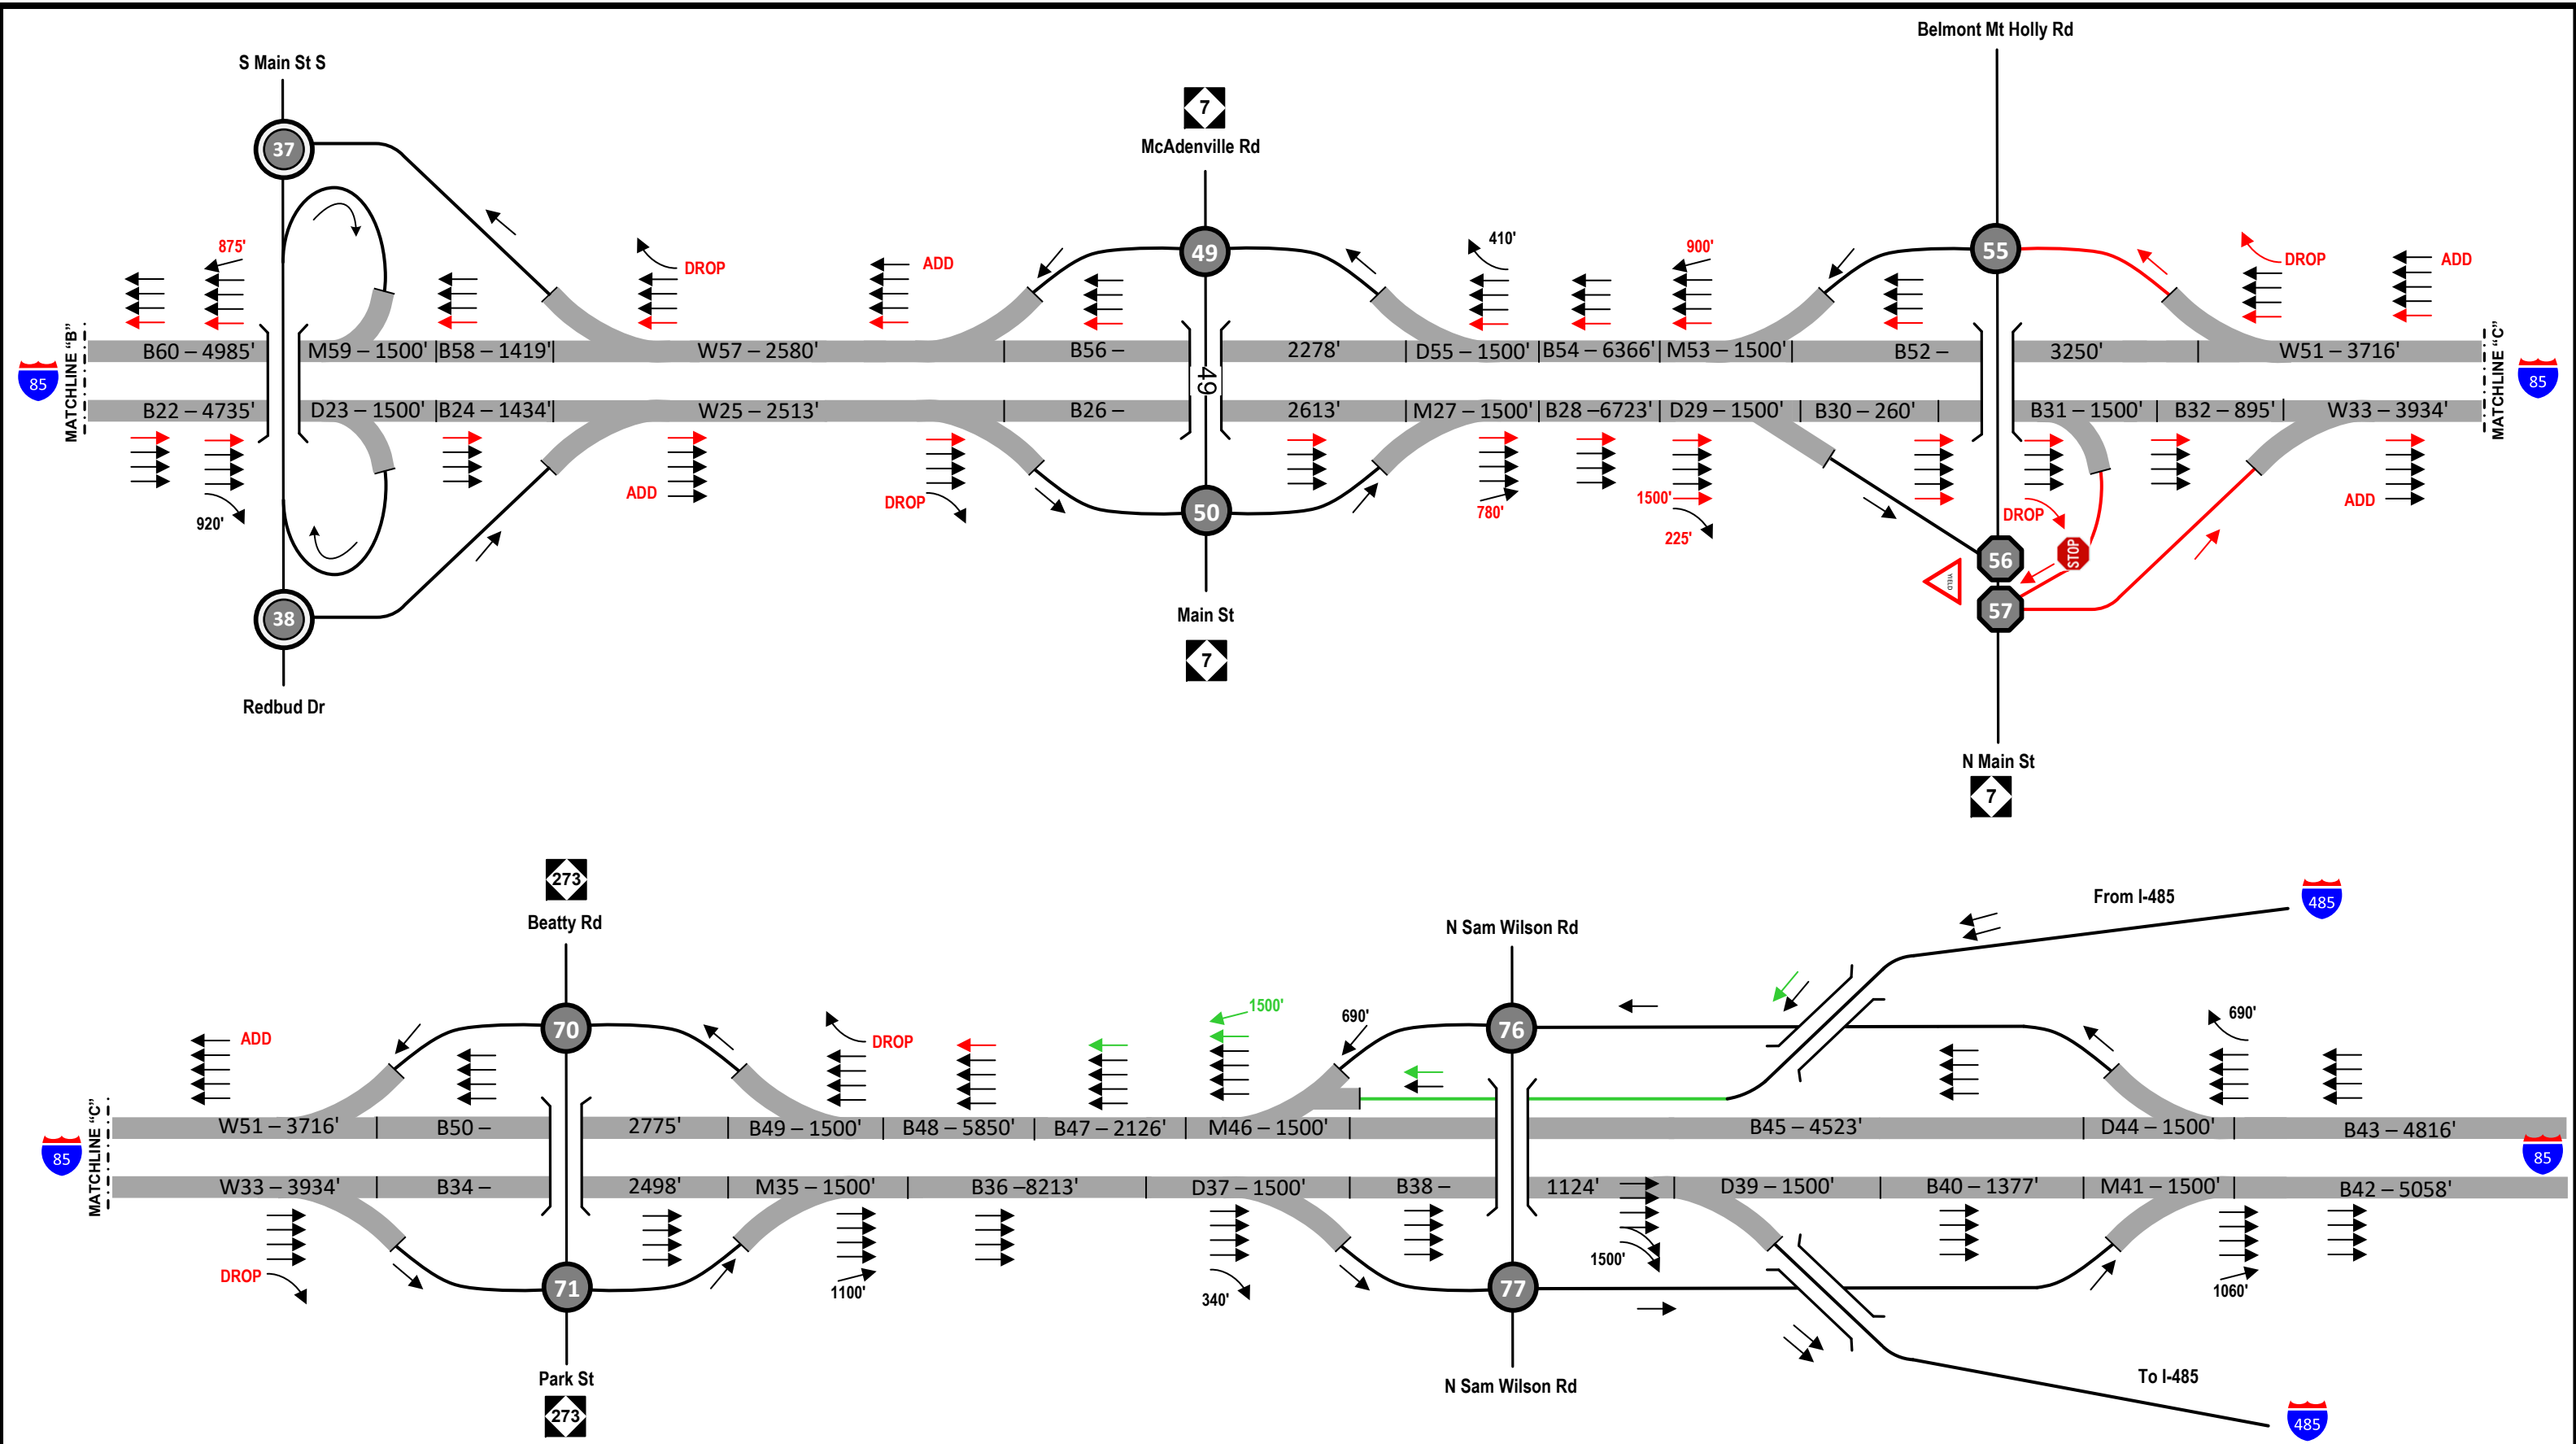 Belmont Mt Holly Rd
S Main St S
7
McAdenville Rd
37
49
55
875'
DROP
ADD
410'
900'
DROP
ADD
MATCHLINE "B"
85
B60 – 4985'
M59 – 1500'
B58 – 1419'
W57 – 2580'
B56 –
2278'
D55 – 1500'
B54 – 6366'
M53 – 1500'
B52 –
3250'
W51 – 3716'
MATCHLINE "C"
85
49
B22 – 4735'
D23 – 1500'
B24 – 1434'
W25 – 2513'
B26 –
2613'
M27 – 1500'
B28 –6723'
D29 – 1500'
B30 – 260'
B31 – 1500'
B32 – 895'
W33 – 3934'
920'
ADD
DROP
780'
1500'
225'
DROP
ADD
STOP
YIELD
50
56
57
38
Main St
7
Redbud Dr
N Main St
7
273
Beatty Rd
N Sam Wilson Rd
From I-485
485
70
76
ADD
DROP
1500'
690'
690'
MATCHLINE "C"
85
W51 – 3716'
B50 –
2775'
B49 – 1500'
B48 – 5850'
B47 – 2126'
M46 – 1500'
B45 – 4523'
D44 – 1500'
B43 – 4816'
85
W33 – 3934'
B34 –
2498'
M35 – 1500'
B36 –8213'
D37 – 1500'
B38 –
1124'
D39 – 1500'
B40 – 1377'
M41 – 1500'
B42 – 5058'
DROP
1100'
340'
1500'
1060'
71
77
Park St
273
N Sam Wilson Rd
To I-485
485